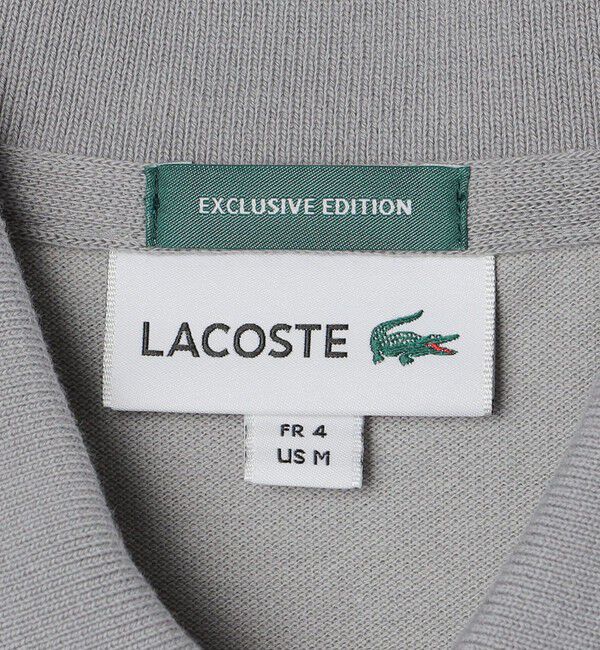 EXCLUSIVE EDITION
LACOSTE
FR 4
US M